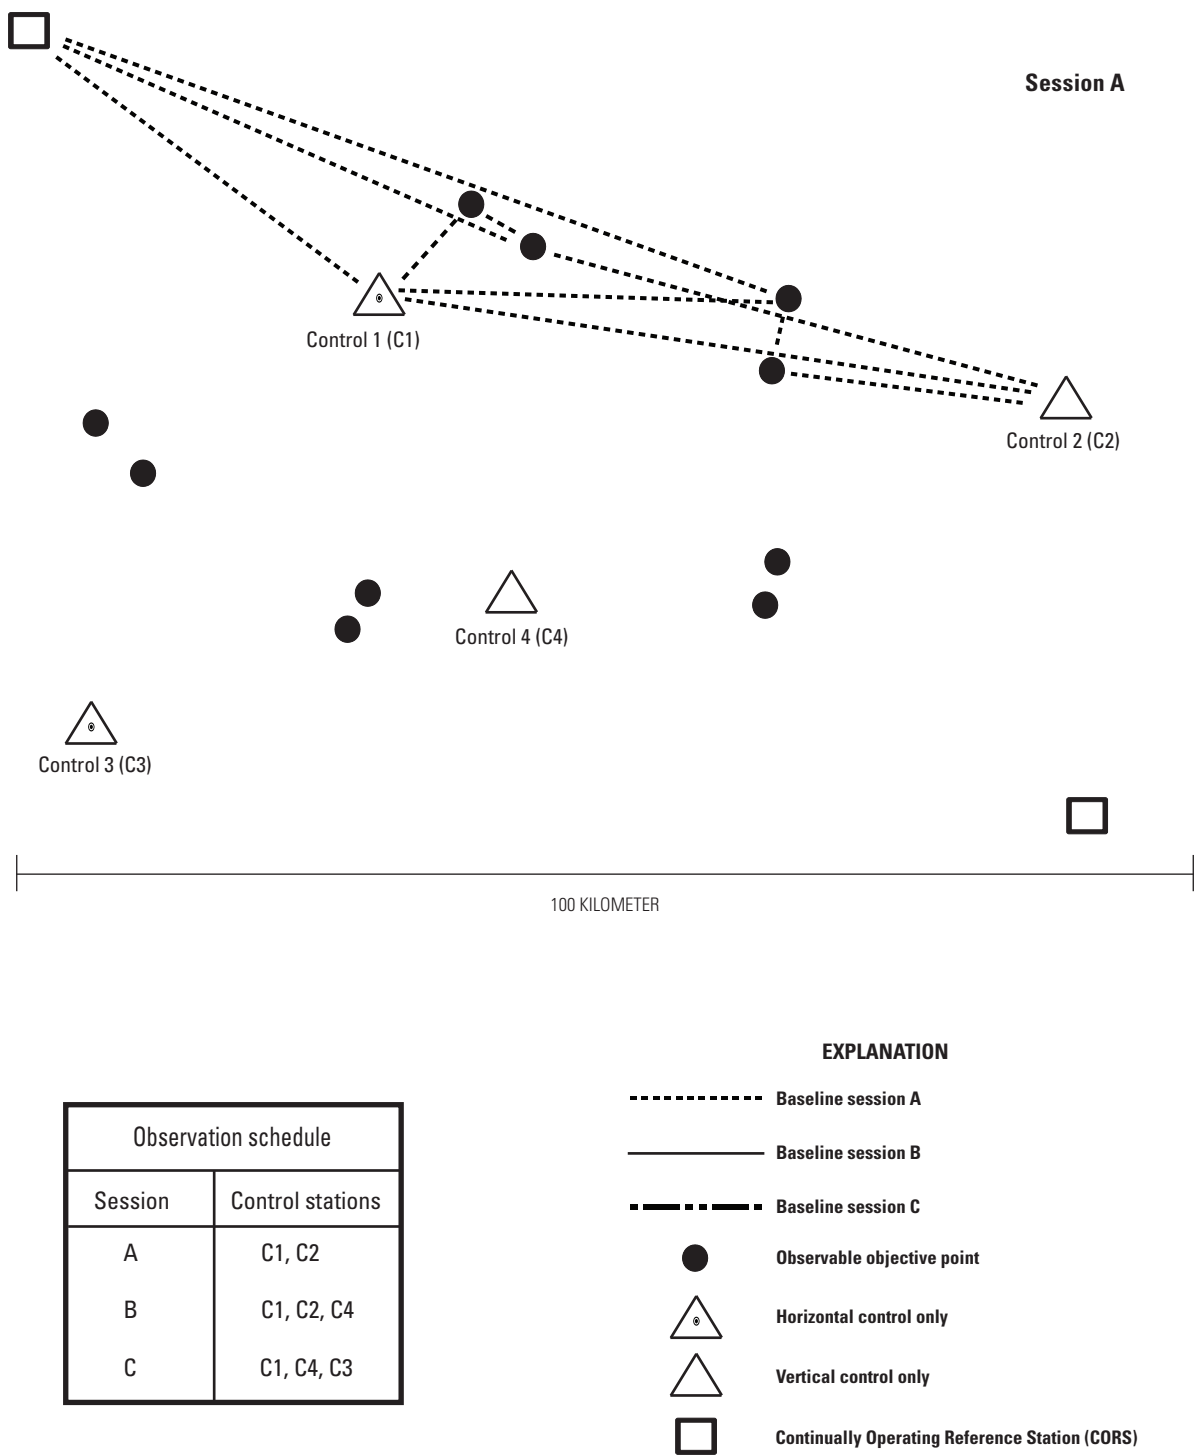 Session A
Control 1 (C1)
Control 2 (C2)
Control 4 (C4)
Control 3 (C3)
100 KILOMETER
EXPLANATION
Baseline session A
Baseline session B
Baseline session C
Observable objective point
Horizontal control only
Vertical control only
Continually Operating Reference Station (CORS)
Observation schedule
Session Control stations
A C1, C2
B C1, C2, C4
C C1, C4, C3